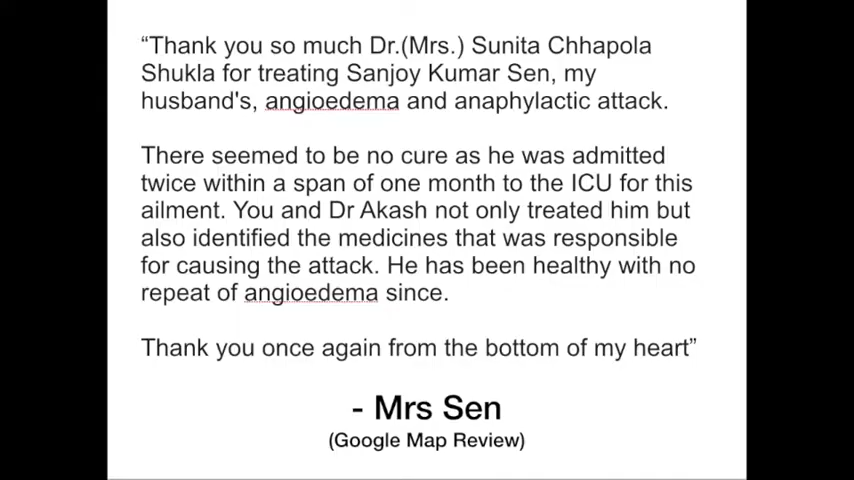 “Thank you so much Dr.(Mrs.) Sunita Chhapola
Shukla for treating Sanjoy Kumar Sen, my
husband's, angioedema and anaphylactic attack.
There seemed to be no cure as he was admitted
twice within a span of one month to the ICU for this
ailment. You and Dr Akash not only treated him but
also identified the medicines that was responsible
for causing the attack. He has been healthy with no
repeat of angioedema since.
Thank you once again from the bottom of my heart”
- Mrs Sen
(Google Map Review)